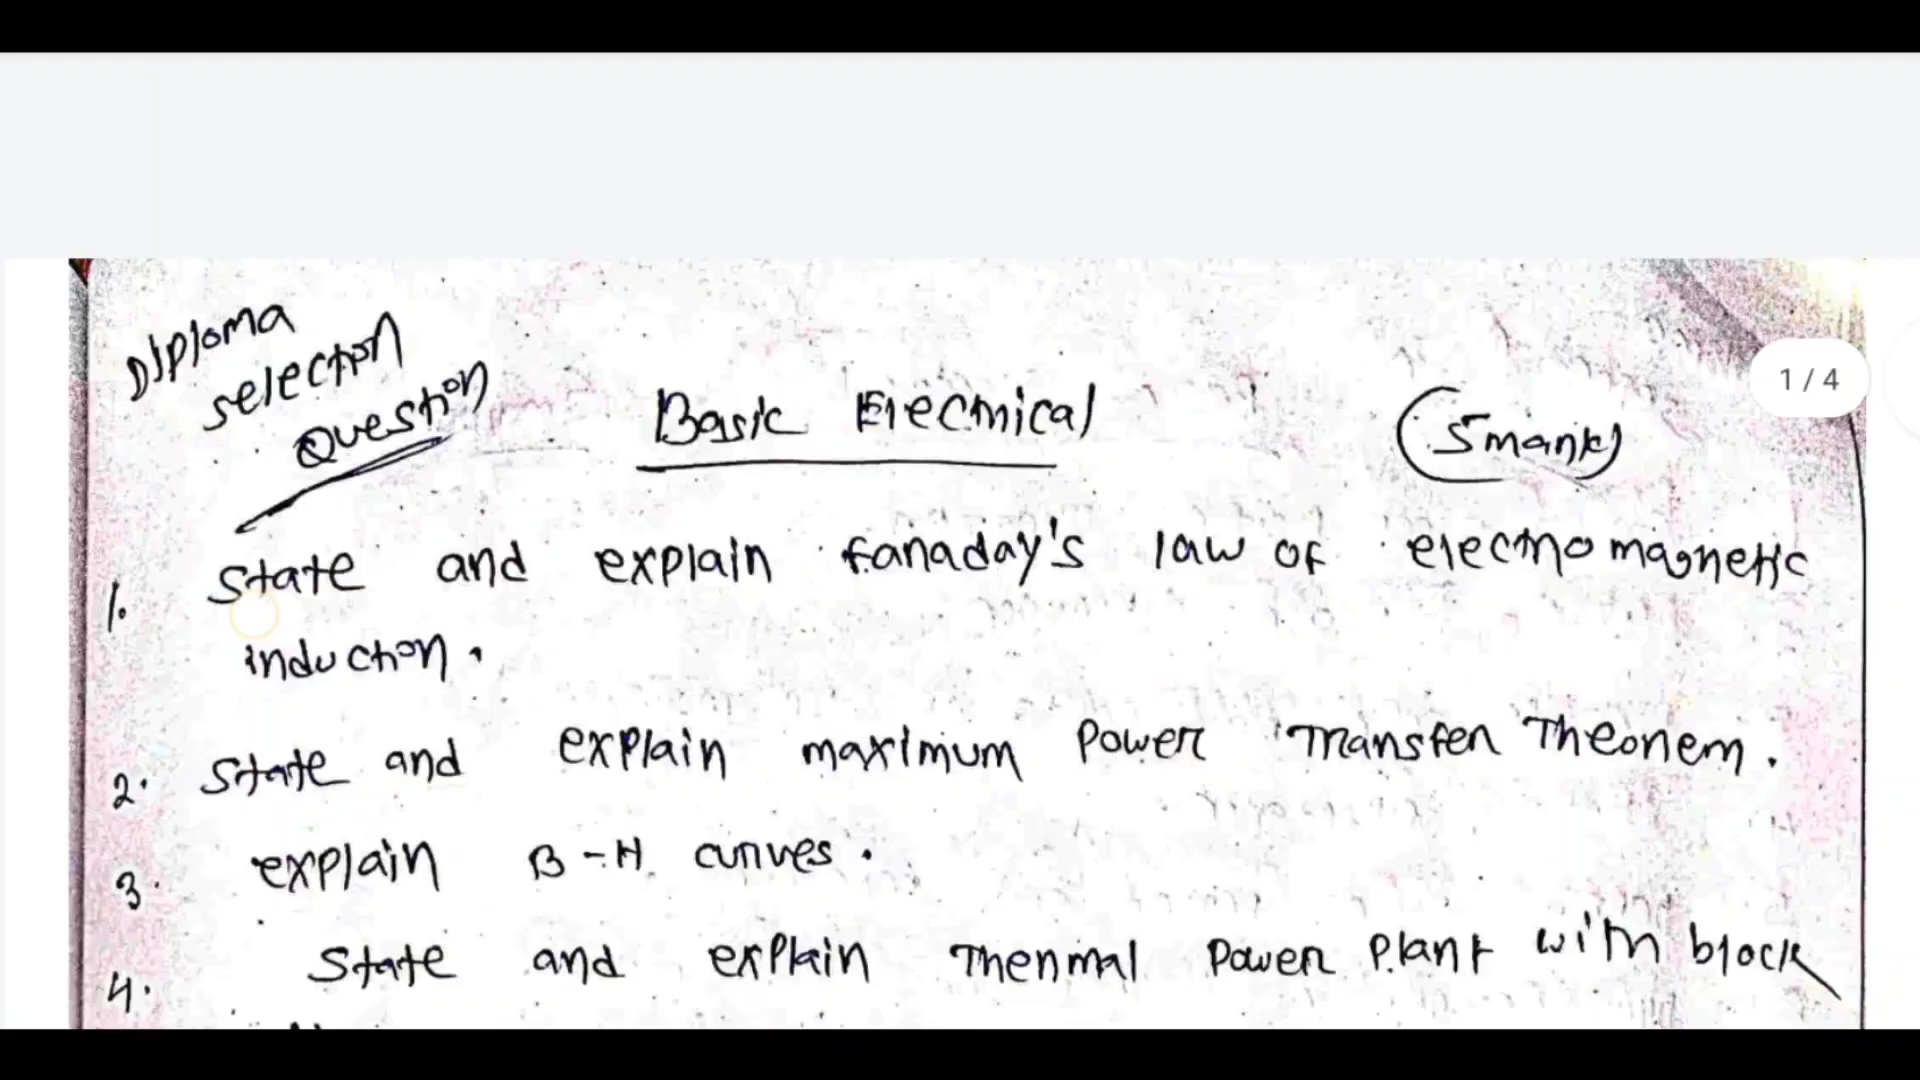 Diploma
selection
Question
Basic Electrical
(5 mark)
1 / 4
1. State and explain faraday's law of electromagnetic
induction.
2. State and explain maximum Power Transfer Theorem.
3. explain B-H curves.
4. State and explain Thermal Power Plant with block